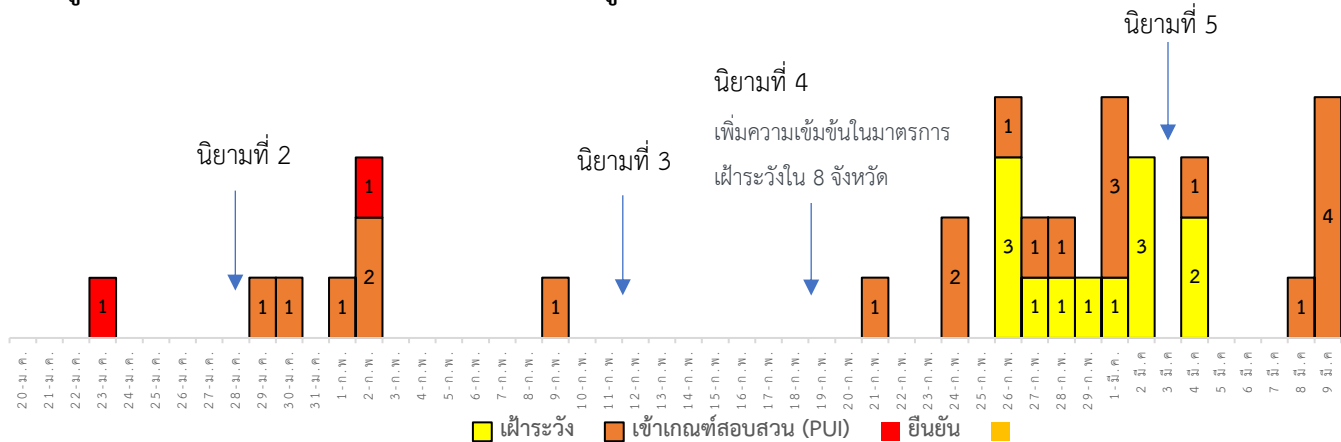 นิยามที่ 5
นิยามที่ 4
เพิ่มความเข้มข้นในมาตรการ
เฝ้าระวังใน 8 จังหวัด
นิยามที่ 2
นิยามที่ 3
1
1 1 1 2 1
1
1
2
3 1
1 1
1 1
1
3 1
3
2 1
1
4
20-ม.ค. 21-ม.ค. 22-ม.ค. 23-ม.ค. 24-ม.ค. 25-ม.ค. 26-ม.ค. 27-ม.ค. 28-ม.ค. 29-ม.ค. 30-ม.ค. 31-ม.ค. 1-ก.พ. 2-ก.พ. 3-ก.พ. 4-ก.พ. 5-ก.พ. 6-ก.พ. 7-ก.พ. 8-ก.พ. 9-ก.พ. 10-ก.พ. 11-ก.พ. 12-ก.พ. 13-ก.พ. 14-ก.พ. 15-ก.พ. 16-ก.พ. 17-ก.พ. 18-ก.พ. 19-ก.พ. 20-ก.พ. 21-ก.พ. 22-ก.พ. 23-ก.พ. 24-ก.พ. 25-ก.พ. 26-ก.พ. 27-ก.พ. 28-ก.พ. 29-ก.พ. 1-มี.ค. 2 มี.ค 3 มี.ค 4 มี.ค 5 มี.ค 6 มี.ค 7 มี.ค 8 มี.ค 9 มี.ค
เฝ้าระวัง เข้าเกณฑ์สอบสวน (PUI) ยืนยัน